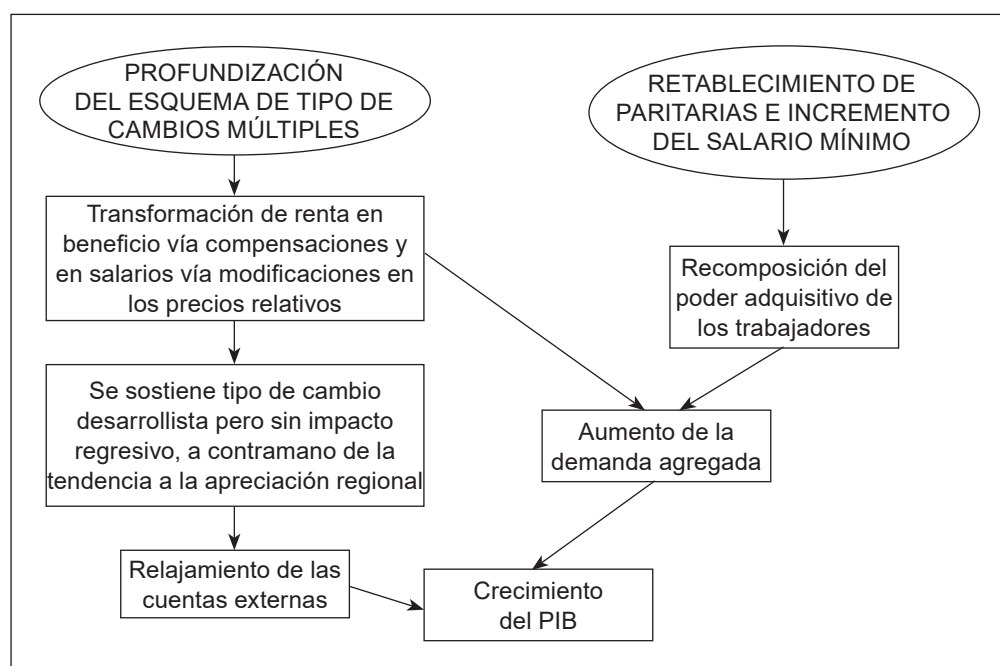 PROFUNDIZACIÓN
DEL ESQUEMA DE TIPO DE
CAMBIOS MÚLTIPLES
RETABLECIMIENTO DE
PARITARIAS E INCREMENTO
DEL SALARIO MÍNIMO
Transformación de renta en
beneficio vía compensaciones y
en salarios vía modificaciones en
los precios relativos
Recomposición del
poder adquisitivo de
los trabajadores
Se sostiene tipo de cambio
desarrollista pero sin impacto
regresivo, a contramano de la
tendencia a la apreciación regional
Aumento de la
demanda agregada
Relajamiento de las
cuentas externas
Crecimiento
del PIB